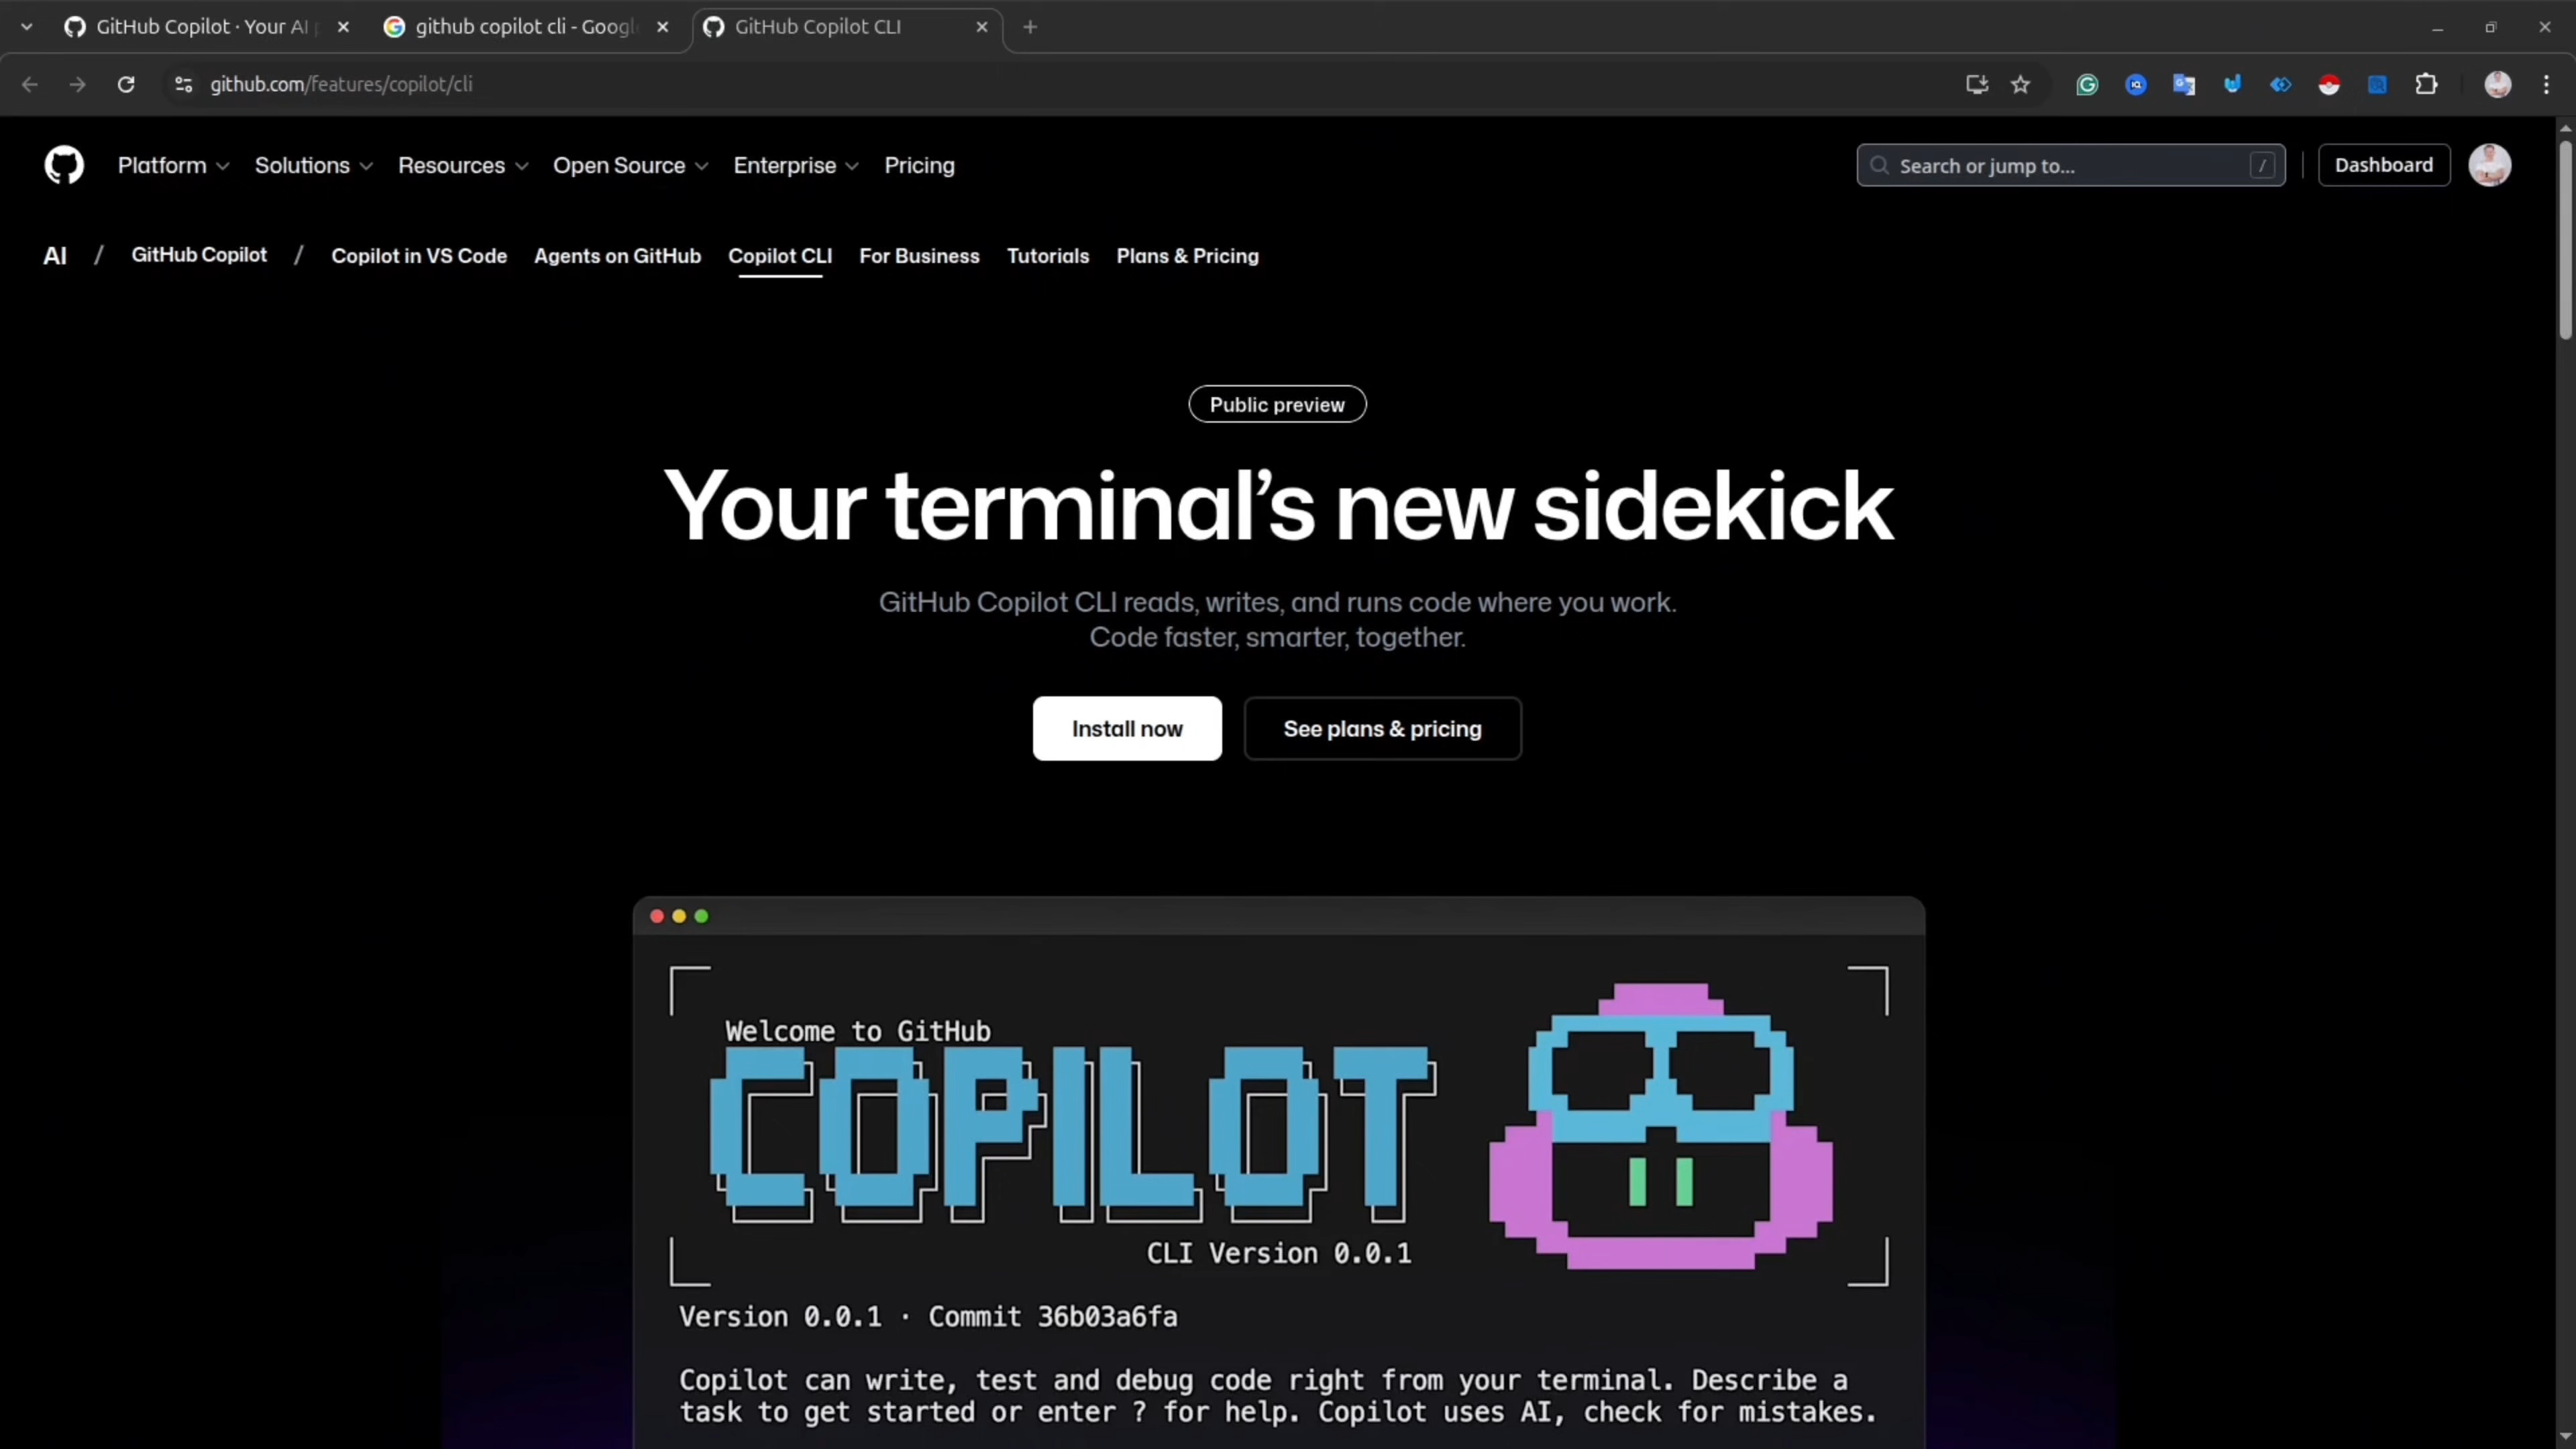 GitHub Copilot · Your AI
github copilot cli - Googl
GitHub Copilot CLI
github.com/features/copilot/cli
Platform
Solutions
Resources
Open Source
Enterprise
Pricing
Search or jump to...
/
Dashboard
AI / GitHub Copilot / Copilot in VS Code Agents on GitHub Copilot CLI For Business Tutorials Plans & Pricing
Public preview
Your terminal’s new sidekick
GitHub Copilot CLI reads, writes, and runs code where you work.
Code faster, smarter, together.
Install now
See plans & pricing
Welcome to GitHub
COPILOT
CLI Version 0.0.1
Version 0.0.1 · Commit 36b03a6fa
Copilot can write, test and debug code right from your terminal. Describe a
task to get started or enter ? for help. Copilot uses AI, check for mistakes.